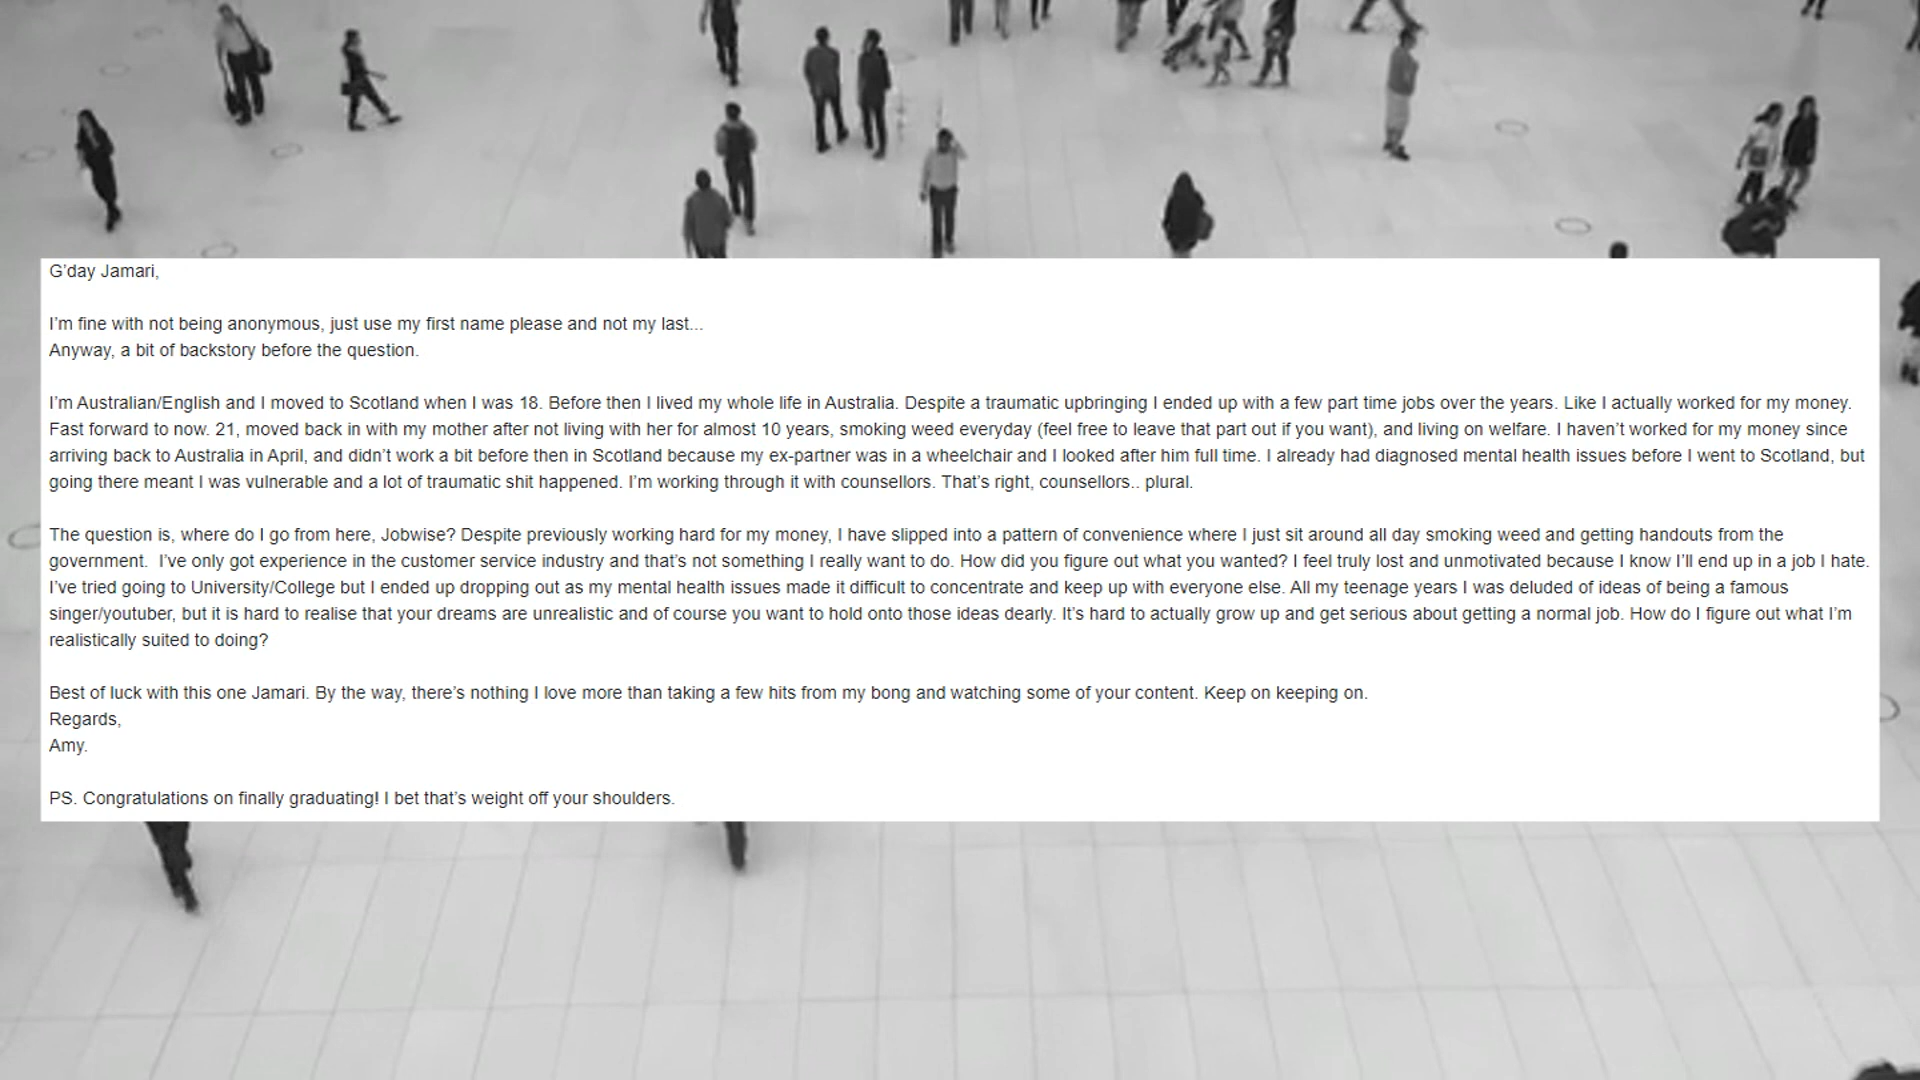 G'day Jamari,
I'm fine with not being anonymous, just use my first name please and not my last...
Anyway, a bit of backstory before the question.
I'm Australian/English and I moved to Scotland when I was 18. Before then I lived my whole life in Australia. Despite a traumatic upbringing I ended up with a few part time jobs over the years. Like I actually worked for my money.
Fast forward to now. 21, moved back in with my mother after not living with her for almost 10 years, smoking weed everyday (feel free to leave that part out if you want), and living on welfare. I haven't worked for my money since
arriving back to Australia in April, and didn't work a bit before then in Scotland because my ex-partner was in a wheelchair and I looked after him full time. I already had diagnosed mental health issues before I went to Scotland, but
going there meant I was vulnerable and a lot of traumatic shit happened. I'm working through it with counsellors. That's right, counsellors.. plural.
The question is, where do I go from here, Jobwise? Despite previously working hard for my money, I have slipped into a pattern of convenience where I just sit around all day smoking weed and getting handouts from the
government.  I've only got experience in the customer service industry and that's not something I really want to do. How did you figure out what you wanted? I feel truly lost and unmotivated because I know I'll end up in a job I hate.
I've tried going to University/College but I ended up dropping out as my mental health issues made it difficult to concentrate and keep up with everyone else. All my teenage years I was deluded of ideas of being a famous
singer/youtuber, but it is hard to realise that your dreams are unrealistic and of course you want to hold onto those ideas dearly. It's hard to actually grow up and get serious about getting a normal job. How do I figure out what I'm
realistically suited to doing?
Best of luck with this one Jamari. By the way, there's nothing I love more than taking a few hits from my bong and watching some of your content. Keep on keeping on.
Regards,
Amy.
PS. Congratulations on finally graduating! I bet that's weight off your shoulders.